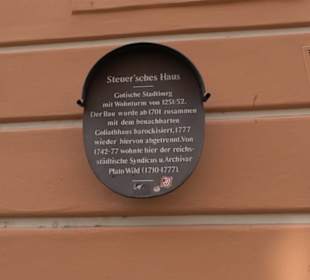 Steuer'sches Haus
Gotische Stadtburg
mit Wohnturm von 1251/52.
Der Bau wurde ab 1701 zusammen
mit dem benachbarten
Goliathhaus barockisiert, 1777
wieder hiervon abgetrennt. Von
1742-77 wohnte hier der reichs-
städtische Syndicus u. Archivar
Plato Wild (1710-1777).